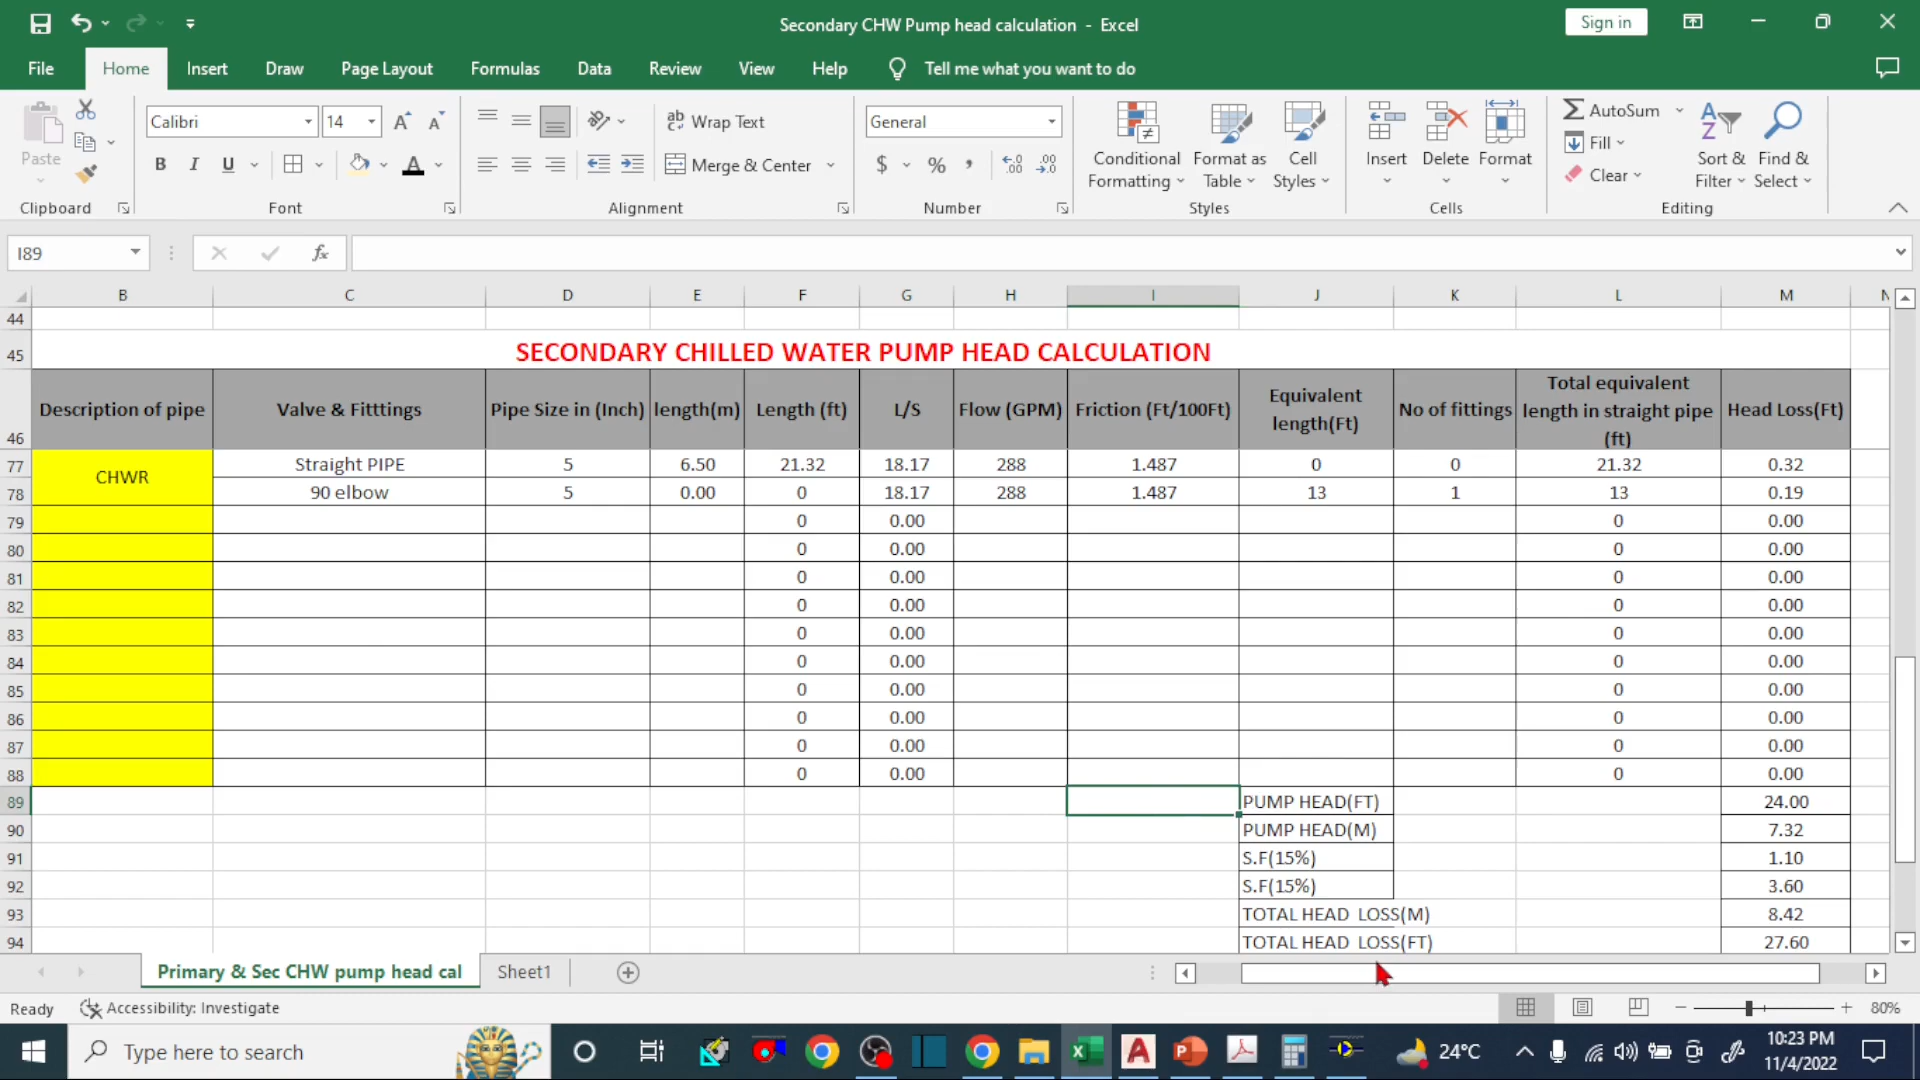 Secondary CHW Pump head calculation - Excel
Sign in
File Home Insert Draw Page Layout Formulas Data Review View Help Tell me what you want to do
Paste
Clipboard
Calibri 14
B I U A
Font
ab Wrap Text
Merge & Center
Alignment
General
$ % ,
Number
Conditional Formatting
Format as Table
Cell Styles
Styles
Insert Delete Format
Cells
AutoSum
Fill
Clear
Sort & Filter
Find & Select
Editing
I89 fx
B C D E F G H I J K L M N
44
45 SECONDARY CHILLED WATER PUMP HEAD CALCULATION
46 Description of pipe Valve & Fitttings Pipe Size in (Inch) length(m) Length (ft) L/S Flow (GPM) Friction (Ft/100Ft) Equivalent length(Ft) No of fittings Total equivalent length in straight pipe (ft) Head Loss(Ft)
77 CHWR Straight PIPE 5 6.50 21.32 18.17 288 1.487 0 0 21.32 0.32
78 90 elbow 5 0.00 0 18.17 288 1.487 13 1 13 0.19
79 0 0.00 0 0.00
80 0 0.00 0 0.00
81 0 0.00 0 0.00
82 0 0.00 0 0.00
83 0 0.00 0 0.00
84 0 0.00 0 0.00
85 0 0.00 0 0.00
86 0 0.00 0 0.00
87 0 0.00 0 0.00
88 0 0.00 0 0.00
89 PUMP HEAD(FT) 24.00
90 PUMP HEAD(M) 7.32
91 S.F(15%) 1.10
92 S.F(15%) 3.60
93 TOTAL HEAD LOSS(M) 8.42
94 TOTAL HEAD LOSS(FT) 27.60
Primary & Sec CHW pump head cal Sheet1
Ready Accessibility: Investigate 80%
Type here to search
24°C
10:23 PM
11/4/2022